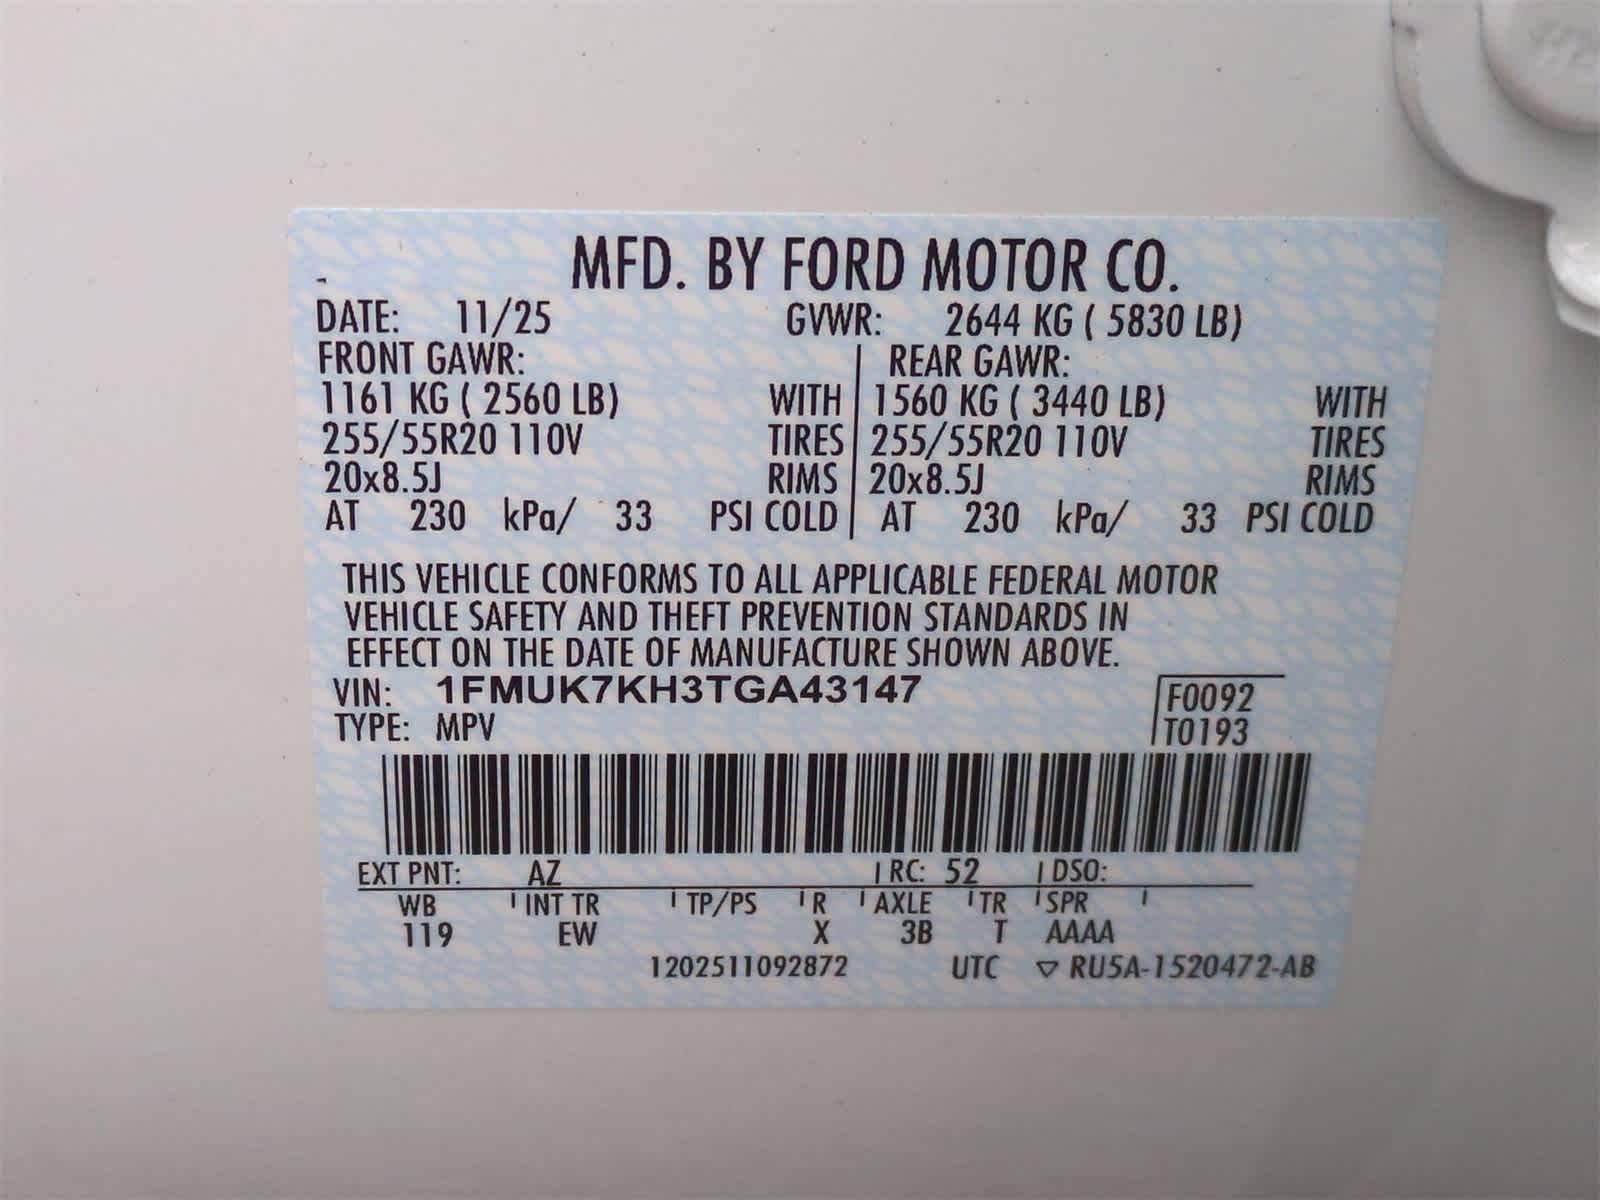 MFD. BY FORD MOTOR CO.
DATE: 11/25 GVWR: 2644 KG ( 5830 LB)
FRONT GAWR: REAR GAWR:
1161 KG ( 2560 LB) WITH 1560 KG ( 3440 LB) WITH
255/55R20 110V TIRES 255/55R20 110V TIRES
20x8.5J RIMS 20x8.5J RIMS
AT 230 kPa/ 33 PSI COLD AT 230 kPa/ 33 PSI COLD
THIS VEHICLE CONFORMS TO ALL APPLICABLE FEDERAL MOTOR
VEHICLE SAFETY AND THEFT PREVENTION STANDARDS IN
EFFECT ON THE DATE OF MANUFACTURE SHOWN ABOVE.
VIN: 1FMUK7KH3TGA43147 F0092
TYPE: MPV T0193
EXT PNT: AZ RC: 52 DSO:
WB INT TR TP/PS R AXLE TR SPR
119 EW X 3B T AAAA
1202511092872 UTC ▽ RU5A-1520472-AB